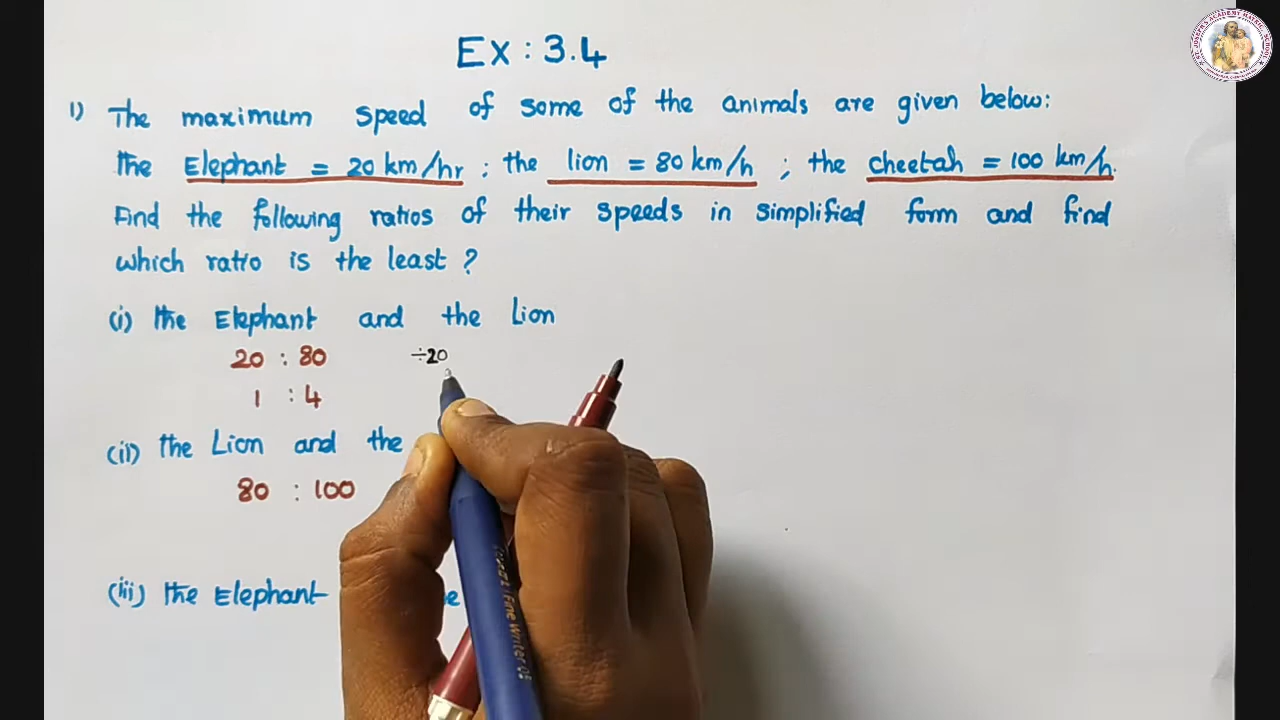 Ex : 3.4
1) The maximum speed of some of the animals are given below:
the Elephant = 20 km/hr ; the lion = 80 km/h ; the cheetah = 100 km/h.
Find the following ratios of their speeds in simplified form and find
which ratio is the least ?
(i) the Elephant and the Lion
20 : 80 ÷20
1 : 4
(ii) the Lion and the
80 : 100
(iii) the Elephant